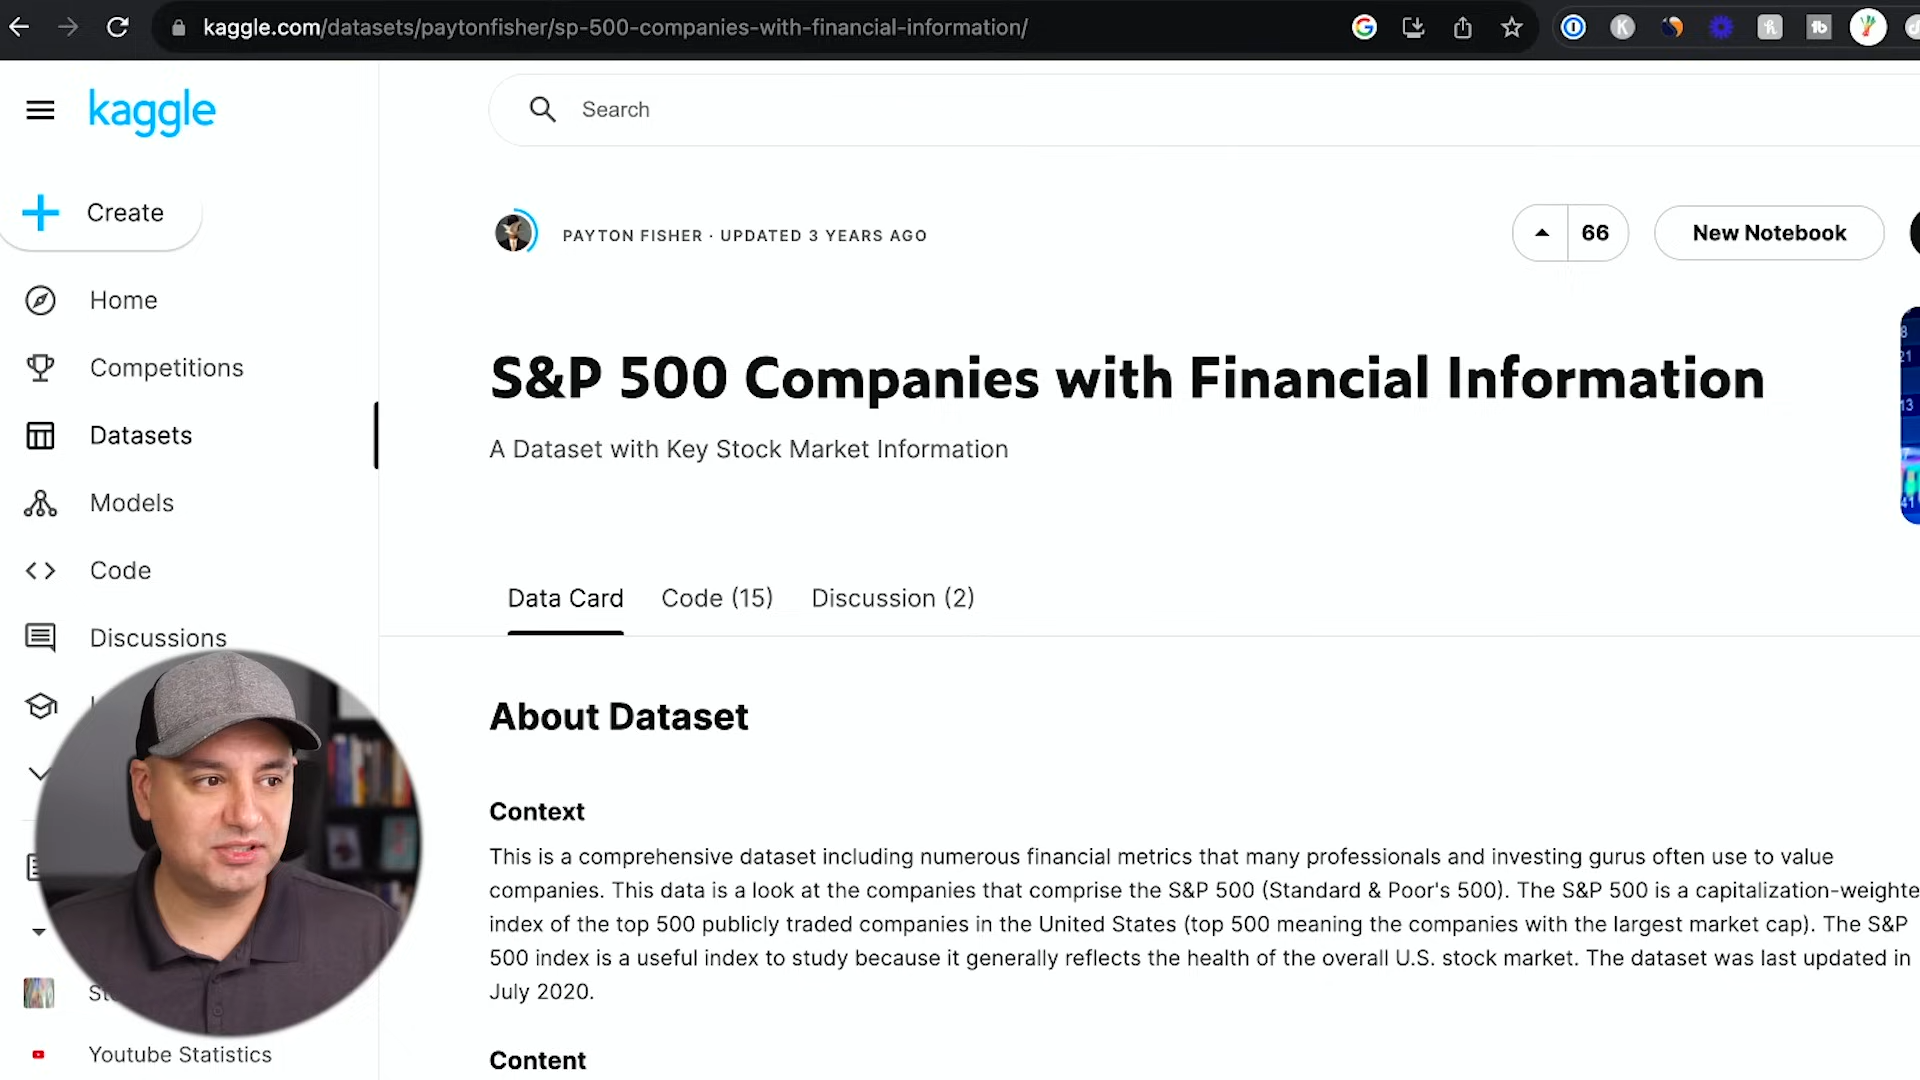 kaggle.com/datasets/paytonfisher/sp-500-companies-with-financial-information/
kaggle
Search
Create
PAYTON FISHER · UPDATED 3 YEARS AGO
66
New Notebook
Home
Competitions
S&P 500 Companies with Financial Information
Datasets
A Dataset with Key Stock Market Information
Models
Code
Data Card
Code (15)
Discussion (2)
Discussions
About Dataset
Context
This is a comprehensive dataset including numerous financial metrics that many professionals and investing gurus often use to value
companies. This data is a look at the companies that comprise the S&P 500 (Standard & Poor's 500). The S&P 500 is a capitalization-weighte
index of the top 500 publicly traded companies in the United States (top 500 meaning the companies with the largest market cap). The S&P
500 index is a useful index to study because it generally reflects the health of the overall U.S. stock market. The dataset was last updated in
July 2020.
Youtube Statistics
Content